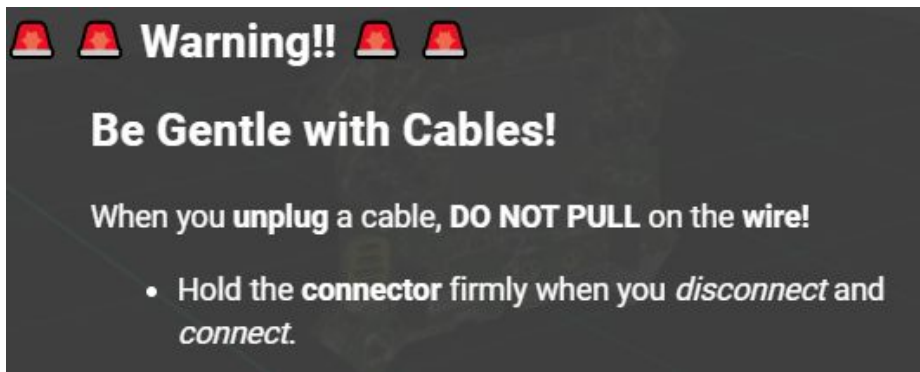 🚨 🚨 Warning!! 🚨 🚨
Be Gentle with Cables!
When you unplug a cable, DO NOT PULL on the wire!
• Hold the connector firmly when you disconnect and
connect.